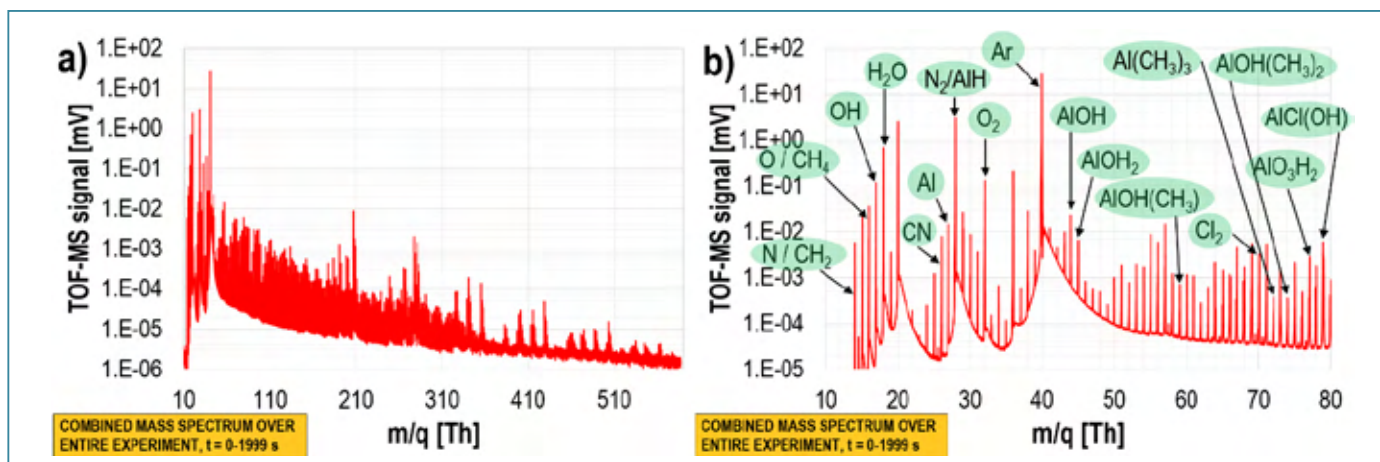 a)
TOF-MS signal [mV]
1.E+02
1.E+01
1.E+00
1.E-01
1.E-02
1.E-03
1.E-04
1.E-05
1.E-06
10 110 210 310 410 510
m/q [Th]
COMBINED MASS SPECTRUM OVER
ENTIRE EXPERIMENT, t = 0-1999 s
b)
TOF-MS signal [mV]
1.E+02
1.E+01
1.E+00
1.E-01
1.E-02
1.E-03
1.E-04
1.E-05
Ar
Al(CH₃)₃
AlOH(CH₃)₂
H₂O
N₂/AlH
OH
O₂
AlOH
AlCl(OH)
O / CH₄
AlOH₂
AlO₃H₂
Al
AlOH(CH₃)
CN
Cl₂
N / CH₂
10 20 30 40 50 60 70 80
m/q [Th]
COMBINED MASS SPECTRUM OVER
ENTIRE EXPERIMENT, t = 0-1999 s